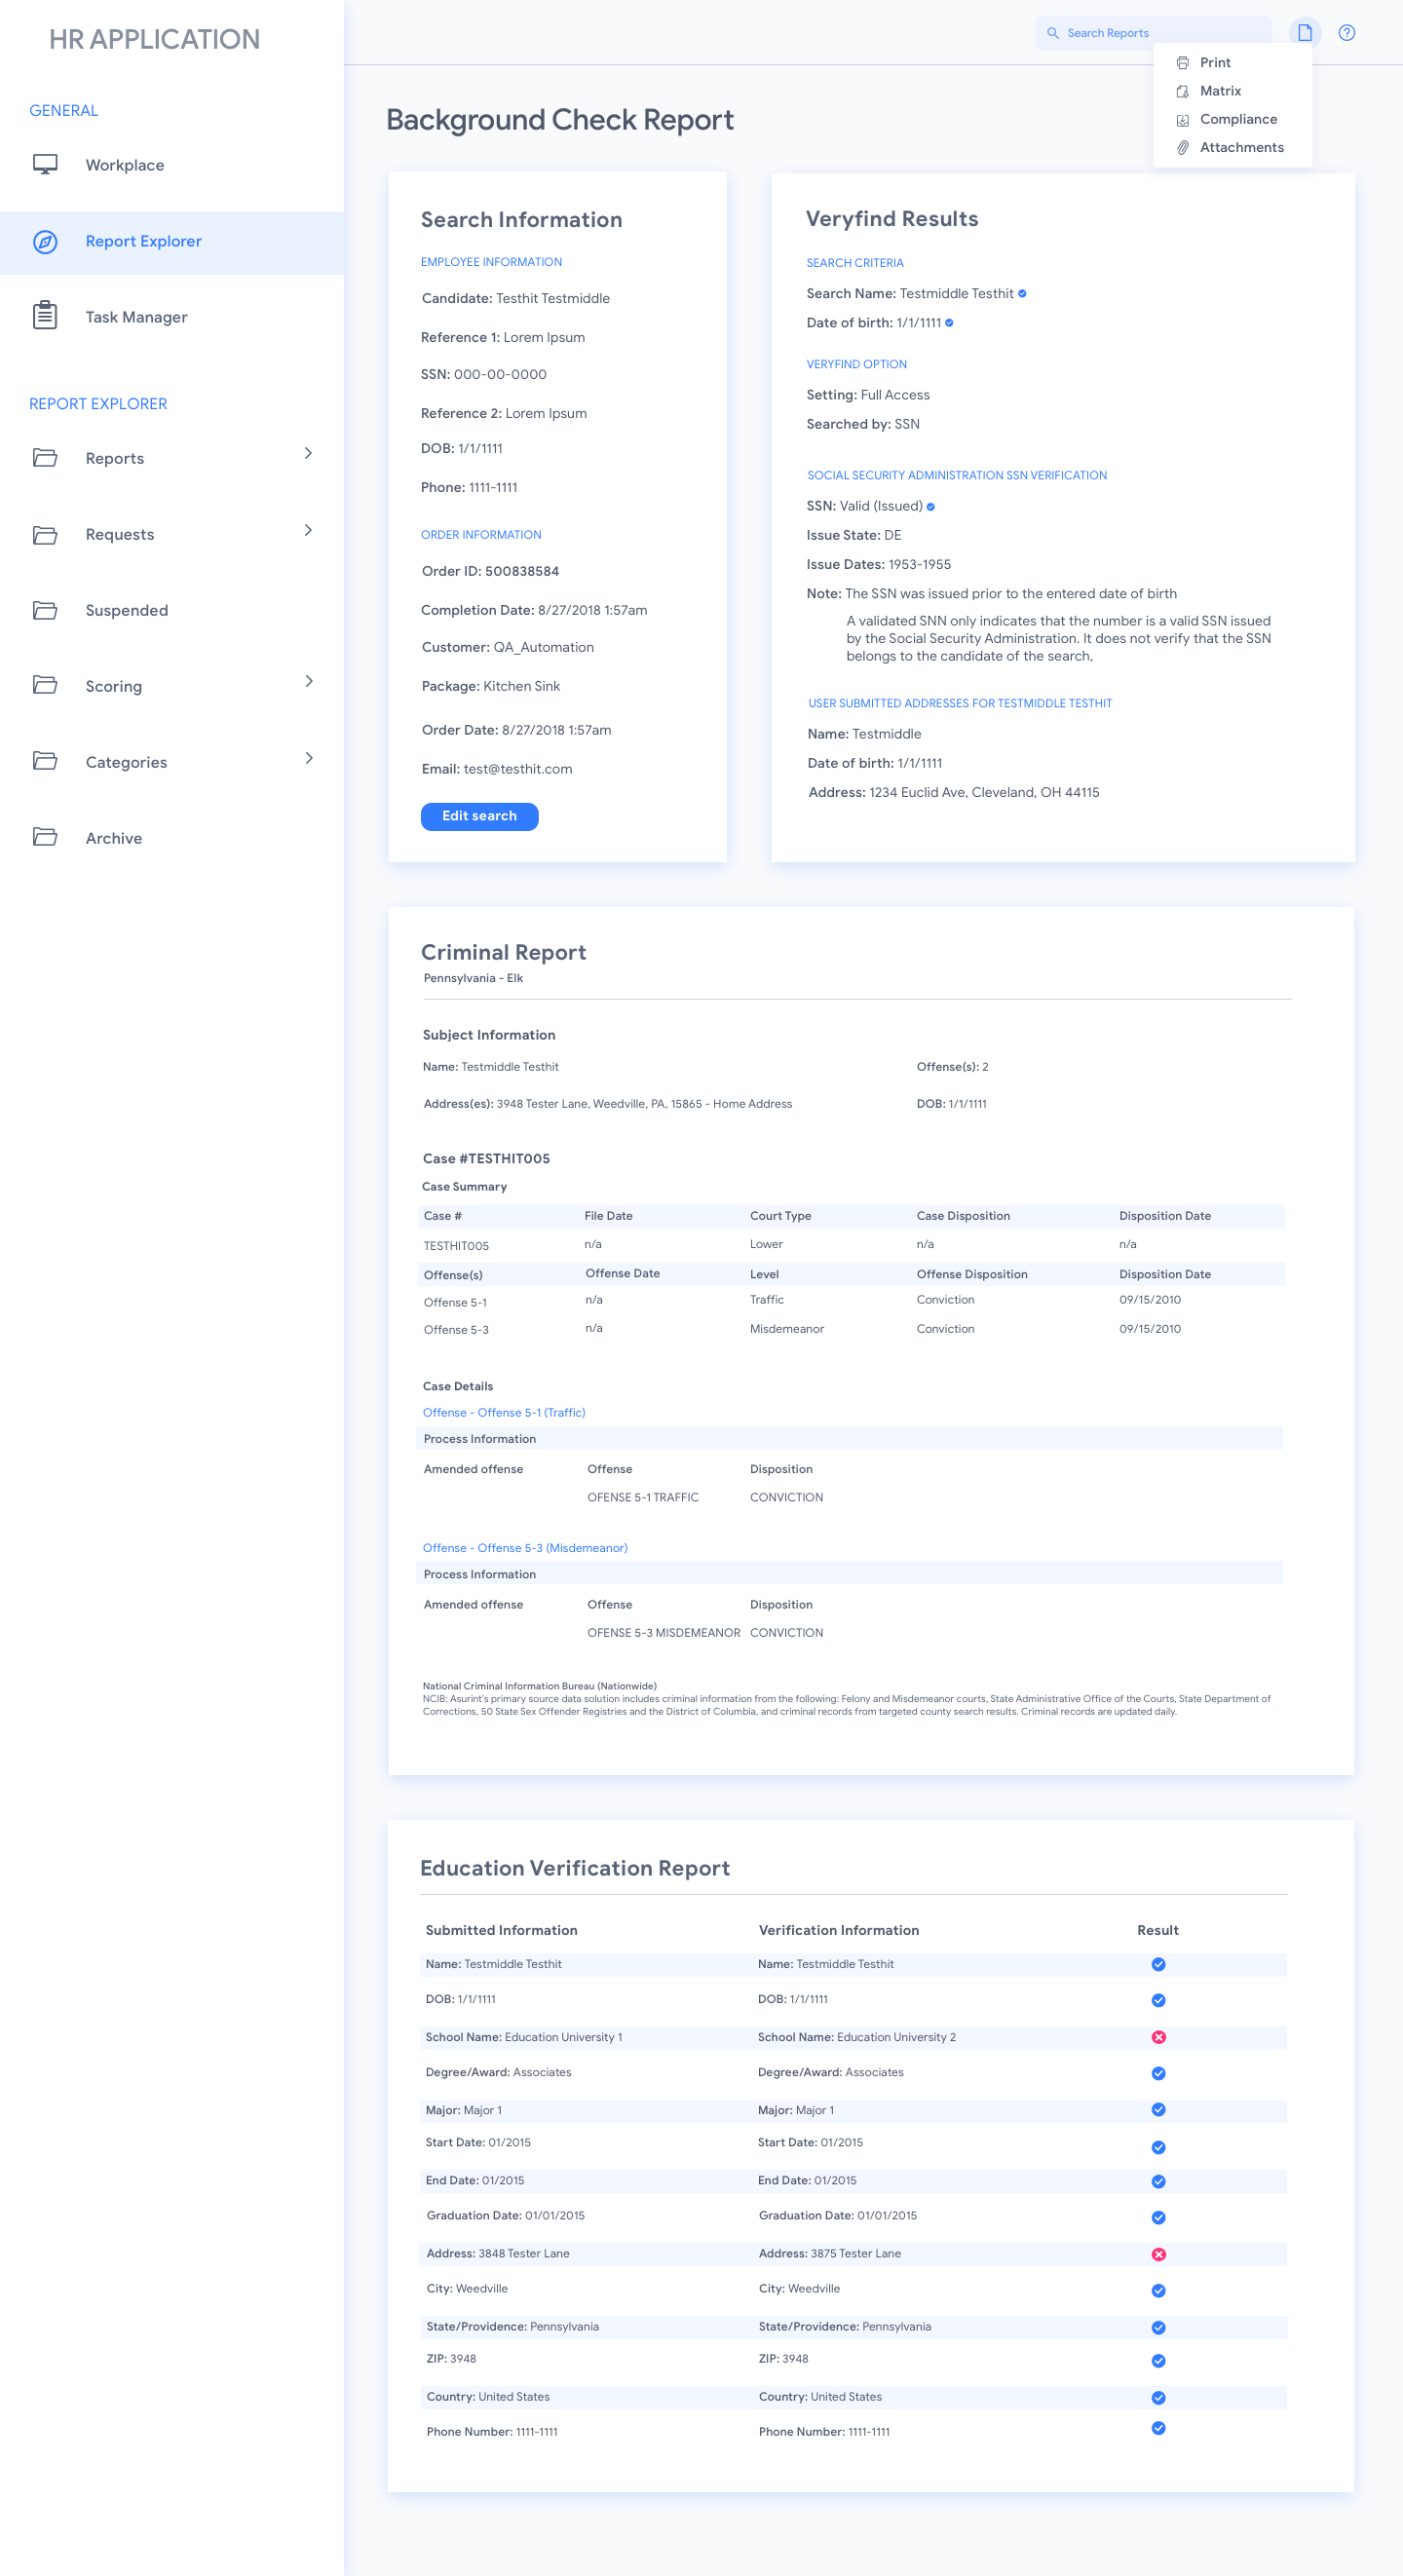 HR APPLICATION
GENERAL
Workplace
Report Explorer
Task Manager
REPORT EXPLORER
Reports
Requests
Suspended
Scoring
Categories
Archive
Search Reports
Print
Matrix
Compliance
Attachments
Background Check Report
Search Information
EMPLOYEE INFORMATION
Candidate: Testhit Testmiddle
Reference 1: Lorem Ipsum
SSN: 000-00-0000
Reference 2: Lorem Ipsum
DOB: 1/1/1111
Phone: 1111-1111
ORDER INFORMATION
Order ID: 500838584
Completion Date: 8/27/2018 1:57am
Customer: QA_Automation
Package: Kitchen Sink
Order Date: 8/27/2018 1:57am
Email: test@testhit.com
Edit search
Veryfind Results
SEARCH CRITERIA
Search Name: Testmiddle Testhit
Date of birth: 1/1/1111
VERYFIND OPTION
Setting: Full Access
Searched by: SSN
SOCIAL SECURITY ADMINISTRATION SSN VERIFICATION
SSN: Valid (Issued)
Issue State: DE
Issue Dates: 1953-1955
Note: The SSN was issued prior to the entered date of birth
A validated SNN only indicates that the number is a valid SSN issued
by the Social Security Administration. It does not verify that the SSN
belongs to the candidate of the search,
USER SUBMITTED ADDRESSES FOR TESTMIDDLE TESTHIT
Name: Testmiddle
Date of birth: 1/1/1111
Address: 1234 Euclid Ave, Cleveland, OH 44115
Criminal Report
Pennsylvania - Elk
Subject Information
Name: Testmiddle Testhit Offense(s): 2
Address(es): 3948 Tester Lane, Weedville, PA, 15865 - Home Address DOB: 1/1/1111
Case #TESTHIT005
Case Summary
Case # File Date Court Type Case Disposition Disposition Date
TESTHIT005 n/a Lower n/a n/a
Offense(s) Offense Date Level Offense Disposition Disposition Date
Offense 5-1 n/a Traffic Conviction 09/15/2010
Offense 5-3 n/a Misdemeanor Conviction 09/15/2010
Case Details
Offense - Offense 5-1 (Traffic)
Process Information
Amended offense Offense Disposition
OFENSE 5-1 TRAFFIC CONVICTION
Offense - Offense 5-3 (Misdemeanor)
Process Information
Amended offense Offense Disposition
OFENSE 5-3 MISDEMEANOR CONVICTION
National Criminal Information Bureau (Nationwide)
NCIB: Asurint's primary source data solution includes criminal information from the following: Felony and Misdemeanor courts, State Administrative Office of the Courts, State Department of
Corrections, 50 State Sex Offender Registries and the District of Columbia, and criminal records from targeted county search results. Criminal records are updated daily.
Education Verification Report
Submitted Information Verification Information Result
Name: Testmiddle Testhit Name: Testmiddle Testhit
DOB: 1/1/1111 DOB: 1/1/1111
School Name: Education University 1 School Name: Education University 2
Degree/Award: Associates Degree/Award: Associates
Major: Major 1 Major: Major 1
Start Date: 01/2015 Start Date: 01/2015
End Date: 01/2015 End Date: 01/2015
Graduation Date: 01/01/2015 Graduation Date: 01/01/2015
Address: 3848 Tester Lane Address: 3875 Tester Lane
City: Weedville City: Weedville
State/Providence: Pennsylvania State/Providence: Pennsylvania
ZIP: 3948 ZIP: 3948
Country: United States Country: United States
Phone Number: 1111-1111 Phone Number: 1111-1111